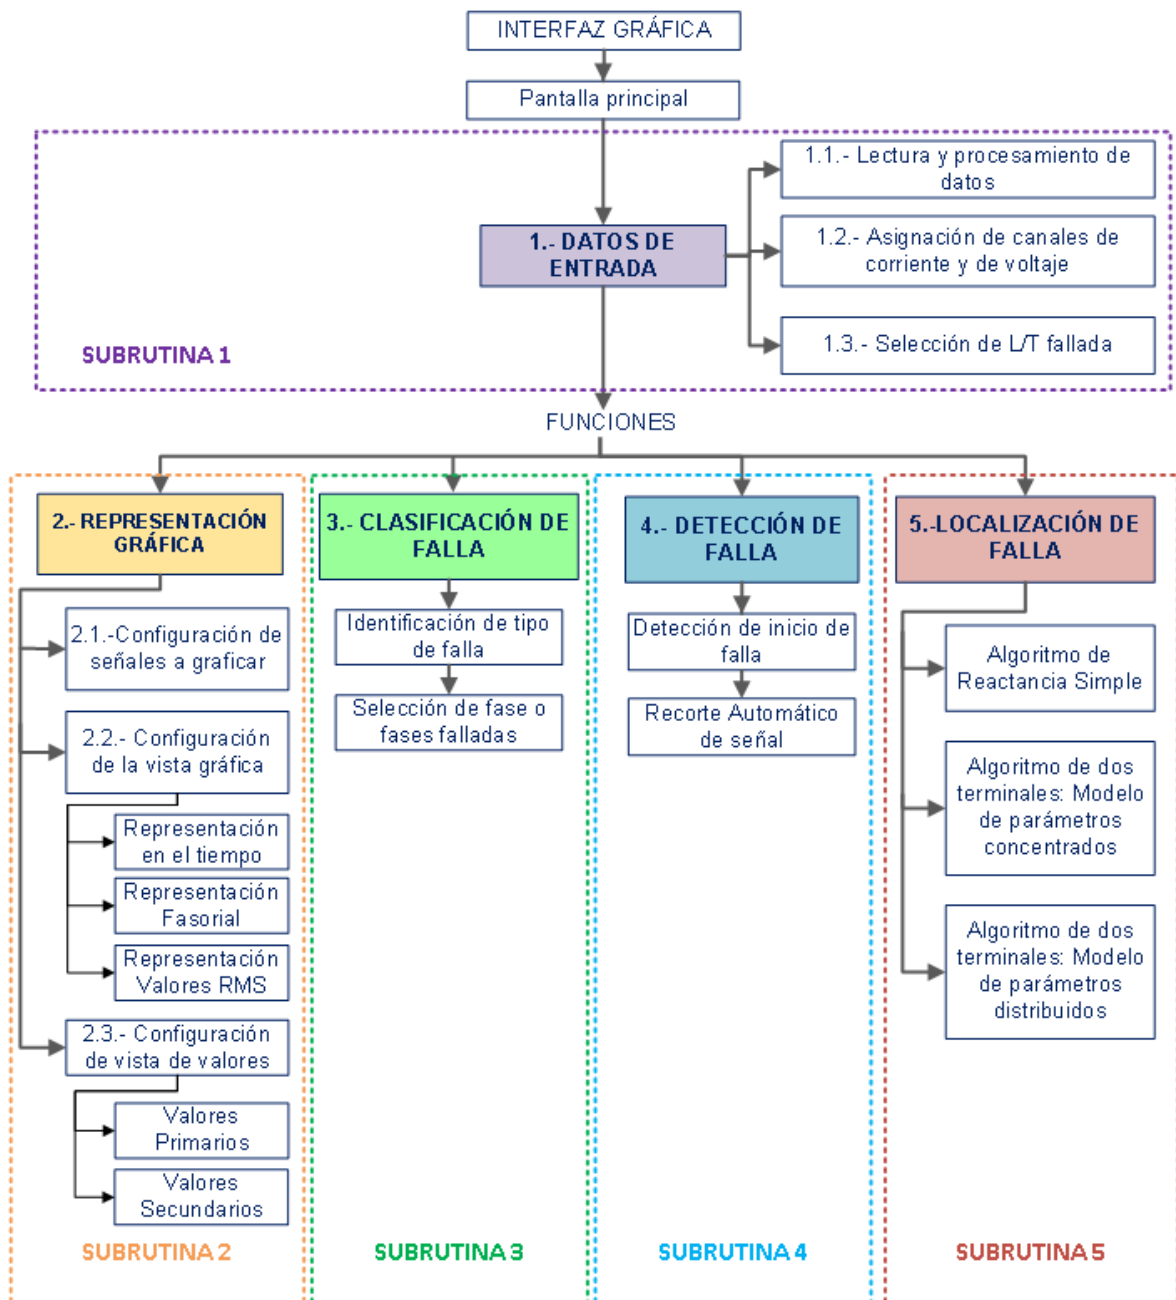 INTERFAZ GRÁFICA
Pantalla principal
1.1.- Lectura y procesamiento de
datos
1.- DATOS DE
ENTRADA
1.2.- Asignación de canales de
corriente y de voltaje
1.3.- Selección de L/T fallada
SUBRUTINA 1
FUNCIONES
2.- REPRESENTACIÓN
GRÁFICA
2.1.-Configuración de
señales a graficar
2.2.- Configuración
de la vista gráfica
Representación
en el tiempo
Representación
Fasorial
Representación
Valores RMS
2.3.- Configuración
de vista de valores
Valores
Primarios
Valores
Secundarios
SUBRUTINA 2
3.- CLASIFICACIÓN DE
FALLA
Identificación de tipo
de falla
Selección de fase o
fases falladas
SUBRUTINA 3
4.- DETECCIÓN DE
FALLA
Detección de inicio de
falla
Recorte Automático
de señal
SUBRUTINA 4
5.-LOCALIZACIÓN DE
FALLA
Algoritmo de
Reactancia Simple
Algoritmo de dos
terminales: Modelo
de parámetros
concentrados
Algoritmo de dos
terminales: Modelo
de parámetros
distribuidos
SUBRUTINA 5